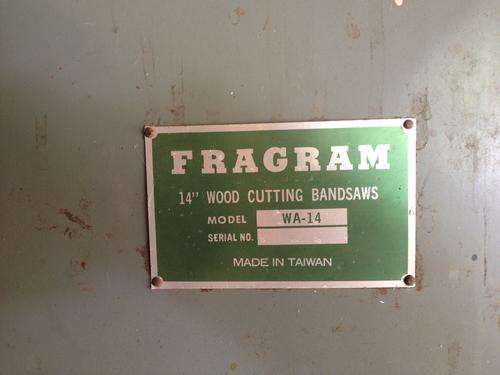 FRAGRAM
14" WOOD CUTTING BANDSAWS
MODEL WA-14
SERIAL NO.
MADE IN TAIWAN